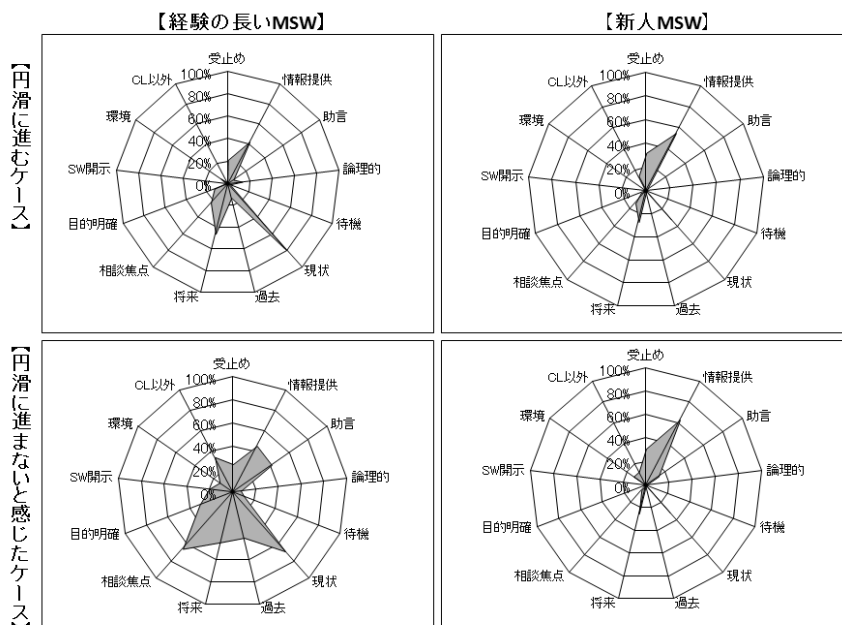 【経験の長いMSW】
【新人MSW】
【円滑に進むケース】
受止め
情報提供
助言
論理的
待機
現状
過去
将来
相談焦点
目的明確
SW開示
環境
CL以外
100%
80%
60%
40%
20%
0%
受止め
情報提供
助言
論理的
待機
現状
過去
将来
相談焦点
目的明確
SW開示
環境
CL以外
100%
80%
60%
40%
20%
0%
【円滑に進まないと感じたケース】
受止め
情報提供
助言
論理的
待機
現状
過去
将来
相談焦点
目的明確
SW開示
環境
CL以外
100%
80%
60%
40%
20%
0%
受止め
情報提供
助言
論理的
待機
現状
過去
将来
相談焦点
目的明確
SW開示
環境
CL以外
100%
80%
60%
40%
20%
0%